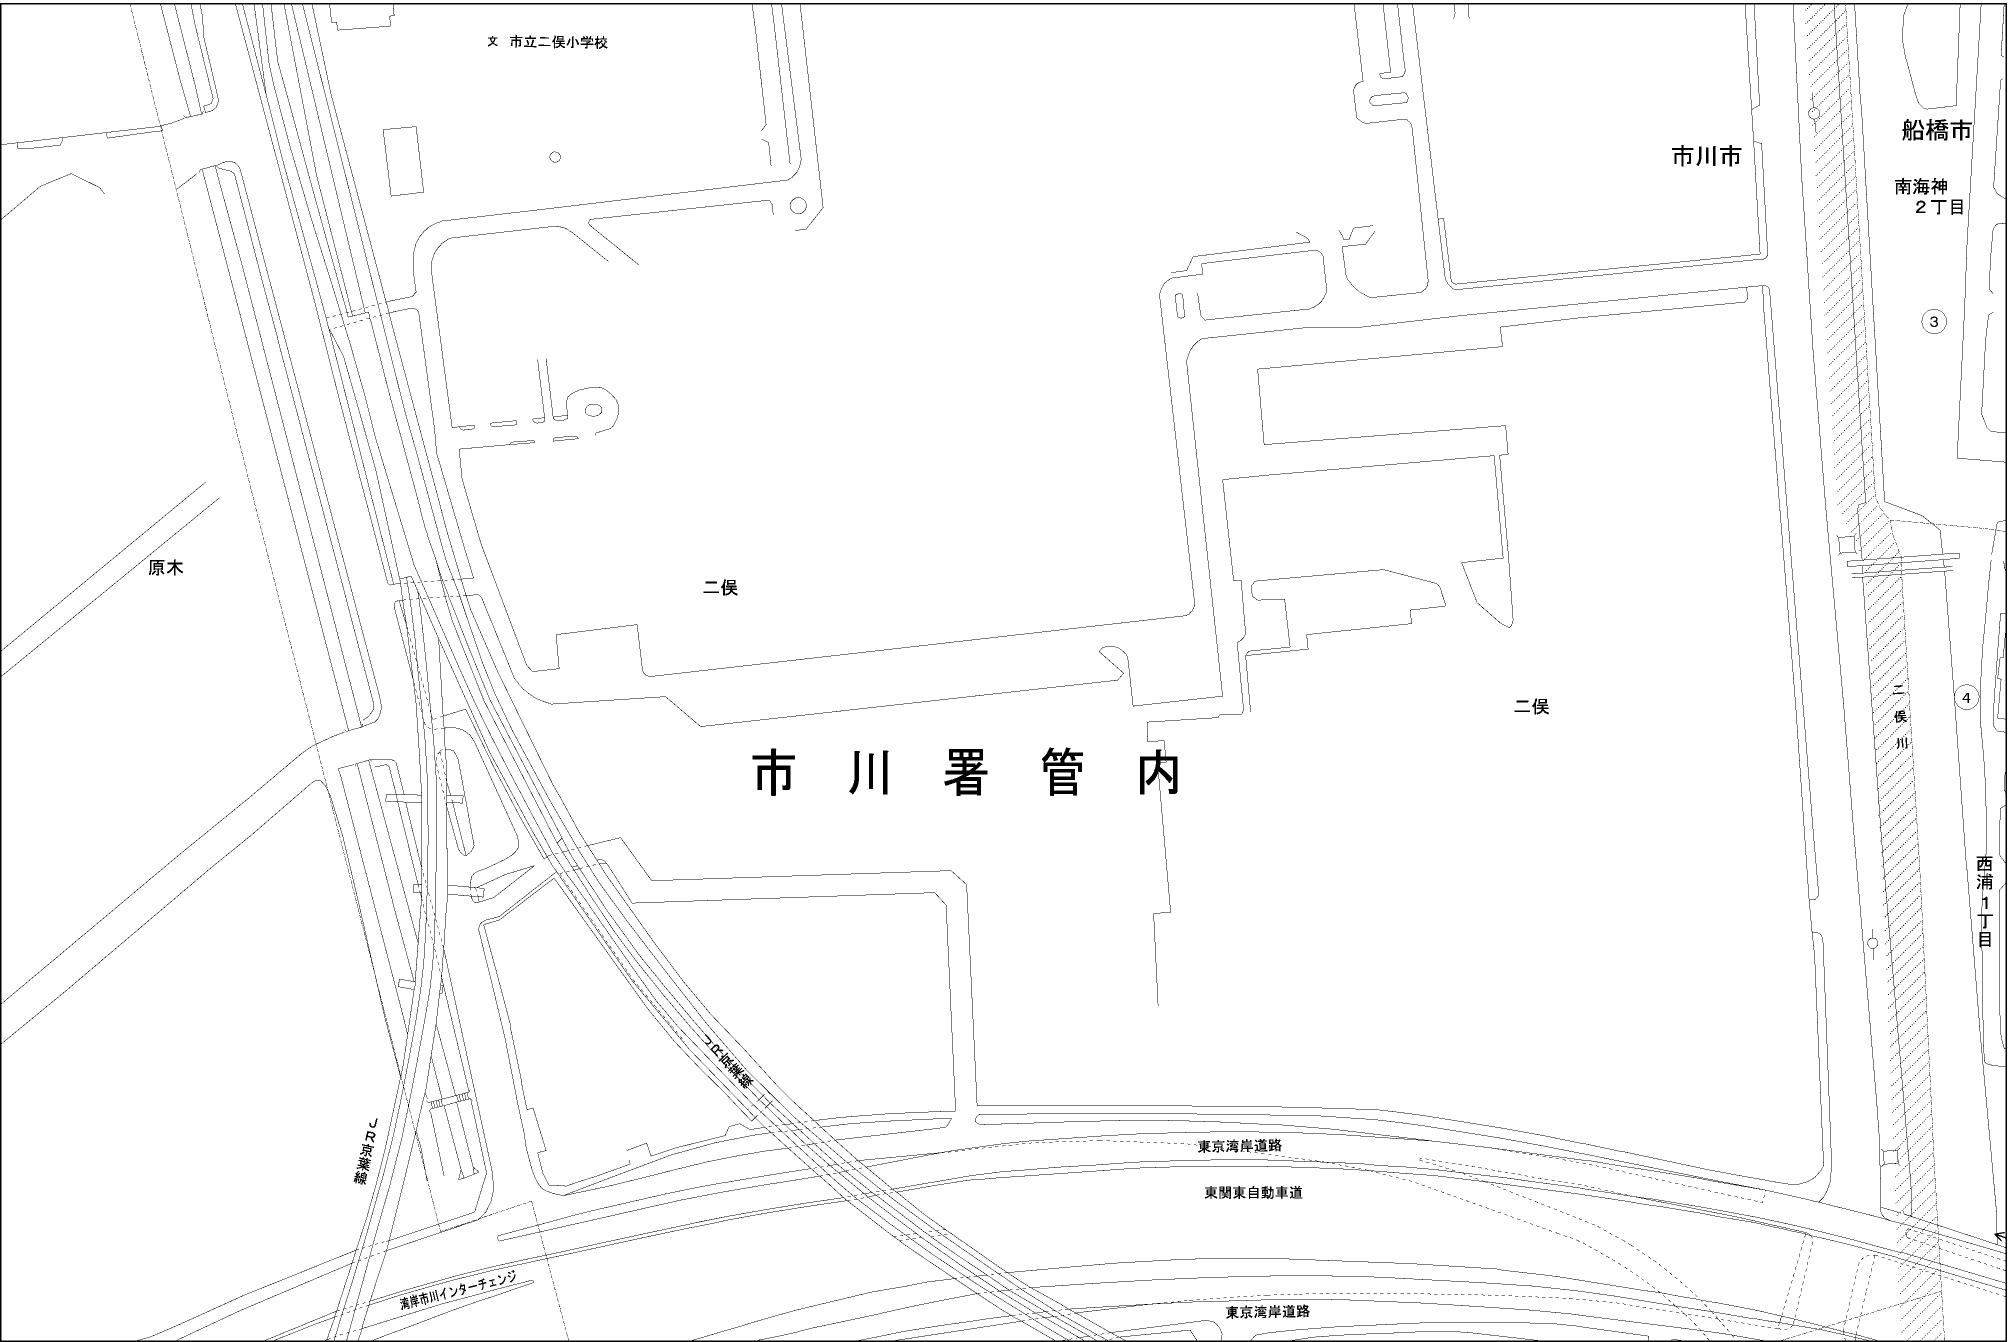 文 市立二俣小学校
船橋市
市川市
南海神
２丁目
3
原木
二俣
4
二俣川
二俣
市川署管内
西浦１丁目
ＪＲ京葉線
ＪＲ京葉線
東京湾岸道路
東関東自動車道
湾岸市川インターチェンジ
東京湾岸道路